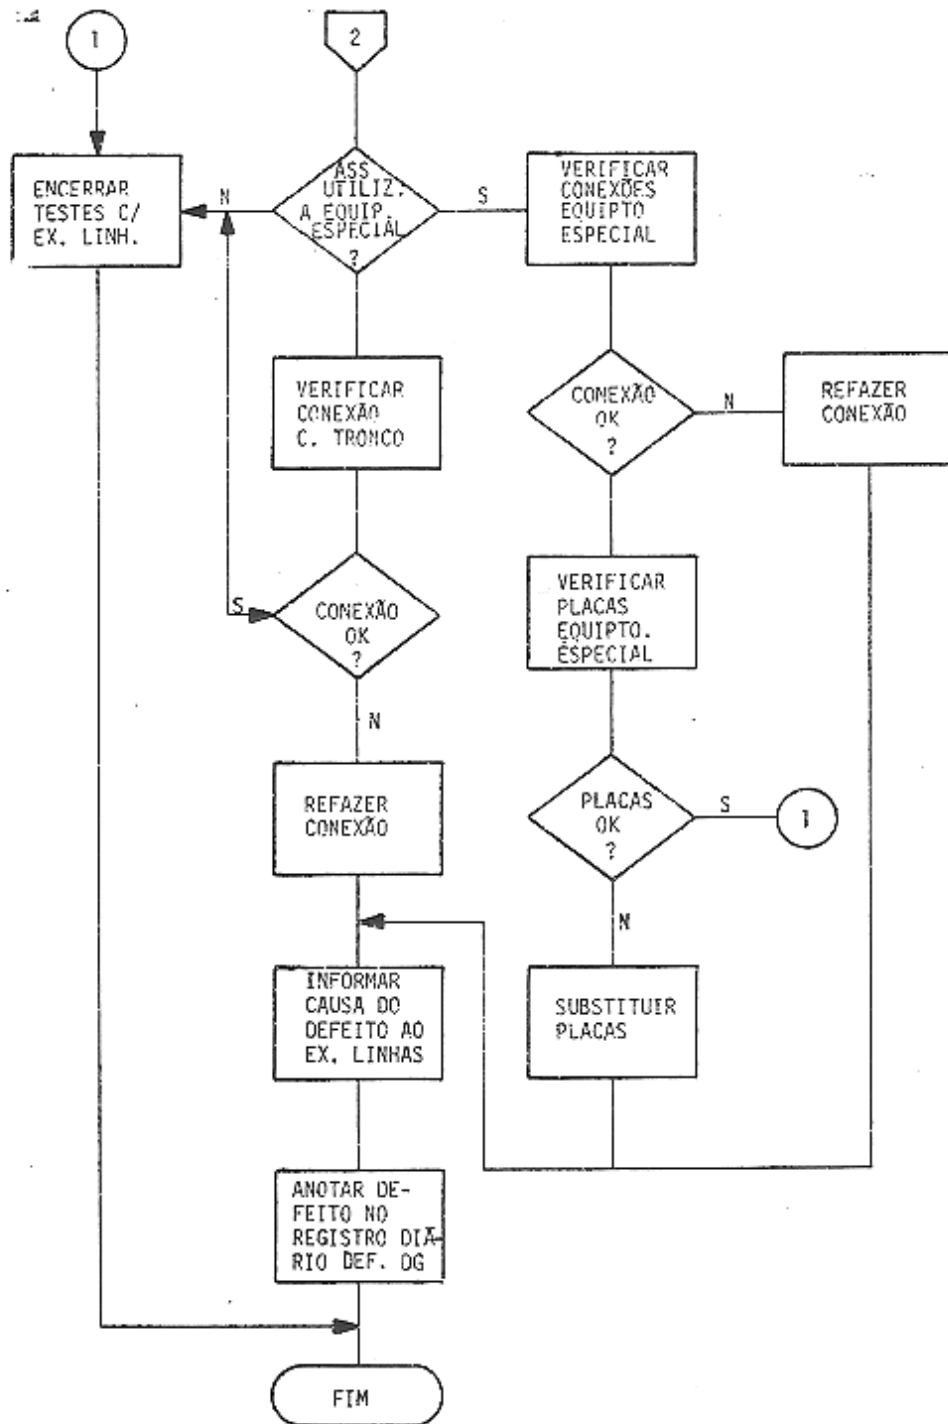 1
2
ENCERRAR
TESTES C/
EX. LINH.
N
ASS
UTILIZ.
A EQUIP.
ESPECIAL
?
S
VERIFICAR
CONEXÕES
EQUIPTO
ESPECIAL
VERIFICAR
CONEXÃO
C. TRONCO
CONEXÃO
OK
?
N
REFAZER
CONEXÃO
S
CONEXÃO
OK
?
N
VERIFICAR
PLACAS
EQUIPTO.
ESPECIAL
REFAZER
CONEXÃO
PLACAS
OK
?
S
1
N
INFORMAR
CAUSA DO
DEFEITO AO
EX. LINHAS
SUBSTITUIR
PLACAS
ANOTAR DE-
FEITO NO
REGISTRO DIÁ-
RIO DEF. DG
FIM